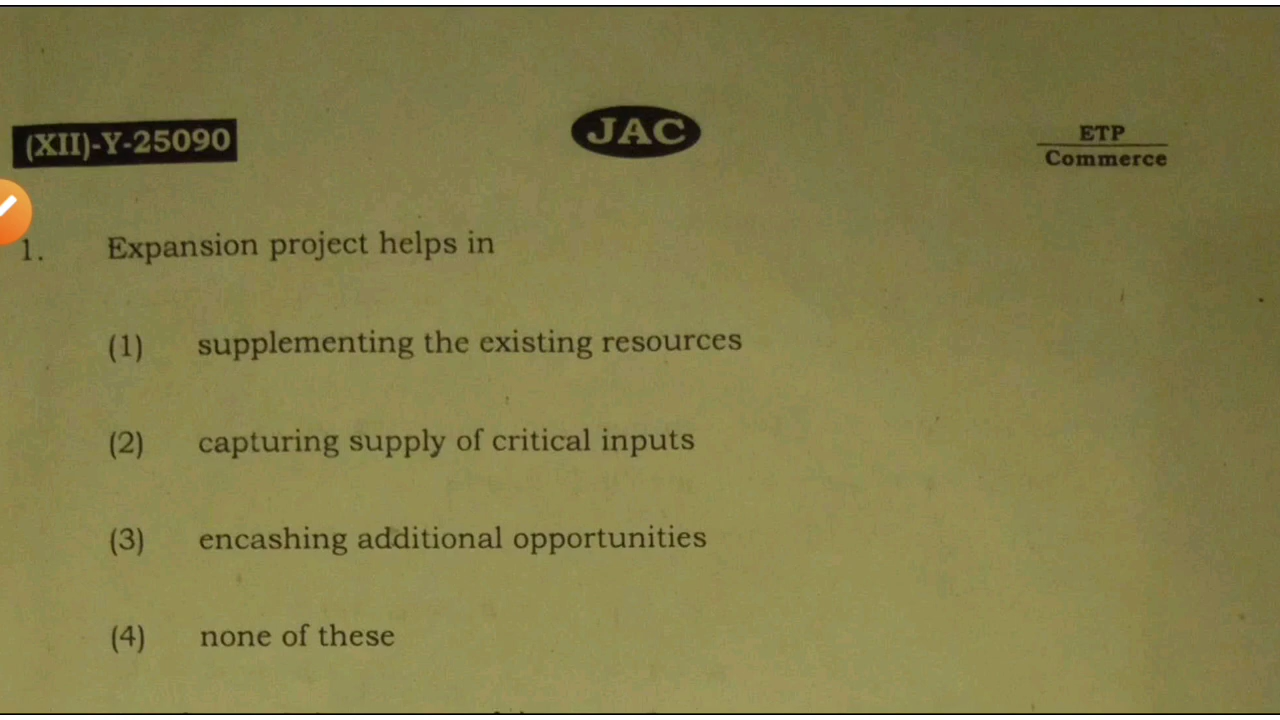 (XII)-Y-25090
JAC
ETP
Commerce
1. Expansion project helps in
(1) supplementing the existing resources
(2) capturing supply of critical inputs
(3) encashing additional opportunities
(4) none of these